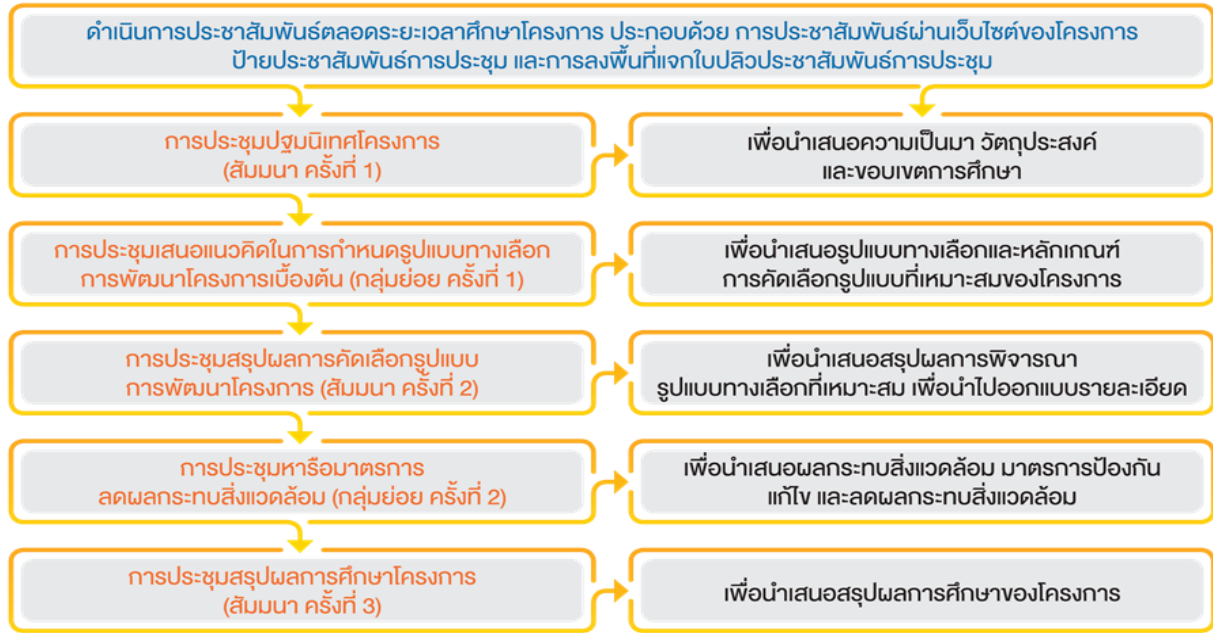 ดำเนินการประชาสัมพันธ์ตลอดระยะเวลาศึกษาโครงการ ประกอบด้วย การประชาสัมพันธ์ผ่านเว็บไซต์ของโครงการ
ป้ายประชาสัมพันธ์การประชุม และการลงพื้นที่แจกใบปลิวประชาสัมพันธ์การประชุม
การประชุมปฐมนิเทศโครงการ
(สัมมนา ครั้งที่ 1)
เพื่อนำเสนอความเป็นมา วัตถุประสงค์
และขอบเขตการศึกษา
การประชุมเสนอแนวคิดในการกำหนดรูปแบบทางเลือก
การพัฒนาโครงการเบื้องต้น (กลุ่มย่อย ครั้งที่ 1)
เพื่อนำเสนอรูปแบบทางเลือกและหลักเกณฑ์
การคัดเลือกรูปแบบที่เหมาะสมของโครงการ
การประชุมสรุปผลการคัดเลือกรูปแบบ
การพัฒนาโครงการ (สัมมนา ครั้งที่ 2)
เพื่อนำเสนอสรุปผลการพิจารณา
รูปแบบทางเลือกที่เหมาะสม เพื่อนำไปออกแบบรายละเอียด
การประชุมหารือมาตรการ
ลดผลกระทบสิ่งแวดล้อม (กลุ่มย่อย ครั้งที่ 2)
เพื่อนำเสนอผลกระทบสิ่งแวดล้อม มาตรการป้องกัน
แก้ไข และลดผลกระทบสิ่งแวดล้อม
การประชุมสรุปผลการศึกษาโครงการ
(สัมมนา ครั้งที่ 3)
เพื่อนำเสนอสรุปผลการศึกษาของโครงการ